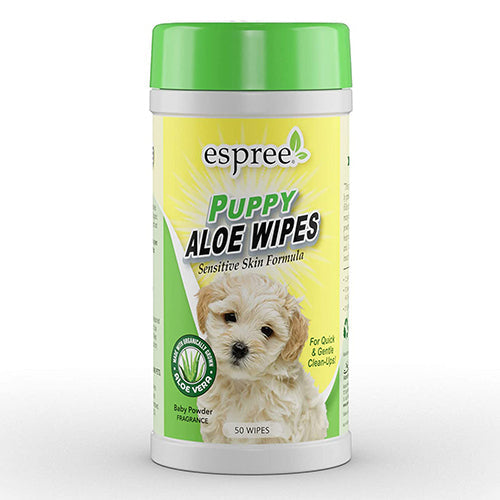 espree
PUPPY
ALOE WIPES
Sensitive Skin Formula
For Quick
& Gentle
Clean-Ups!
MADE WITH ORGANICALLY GROWN
ALOE VERA
Baby Powder
FRAGRANCE
50 WIPES